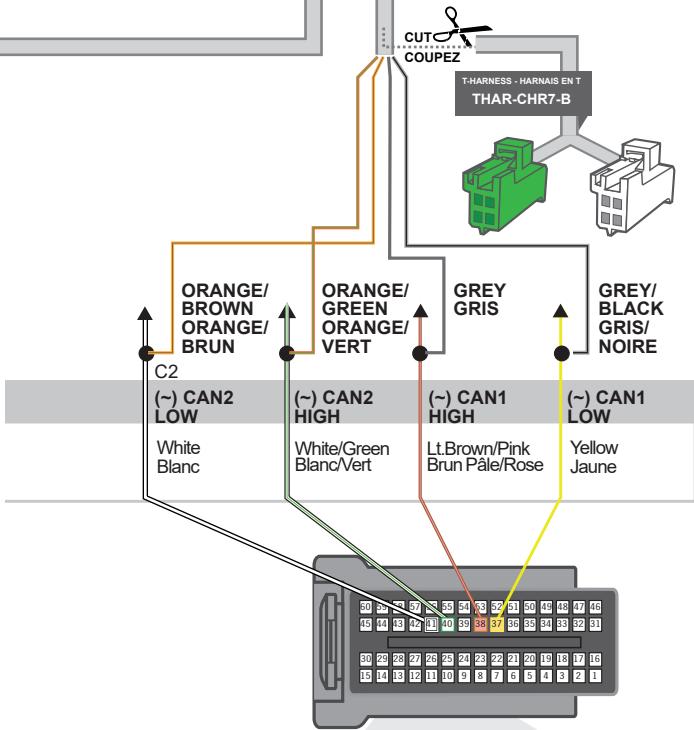 CUT
COUPEZ
T-HARNESS - HARNAIS EN T
THAR-CHR7-B
ORANGE/
BROWN
ORANGE/
BRUN
ORANGE/
GREEN
ORANGE/
VERT
GREY
GRIS
GREY/
BLACK
GRIS/
NOIRE
C2
(~) CAN2
LOW
(~) CAN2
HIGH
(~) CAN1
HIGH
(~) CAN1
LOW
White
Blanc
White/Green
Blanc/Vert
Lt.Brown/Pink
Brun Pâle/Rose
Yellow
Jaune
60 59 58 57 56 55 54 53 52 51 50 49 48 47 46
45 44 43 42 41 40 39 38 37 36 35 34 33 32 31
30 29 28 27 26 25 24 23 22 21 20 19 18 17 16
15 14 13 12 11 10 9 8 7 6 5 4 3 2 1